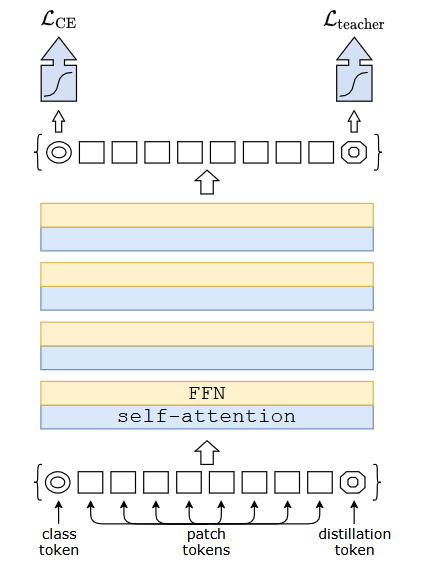 𝓛CE
𝓛teacher
FFN
self-attention
class
token
patch
tokens
distillation
token